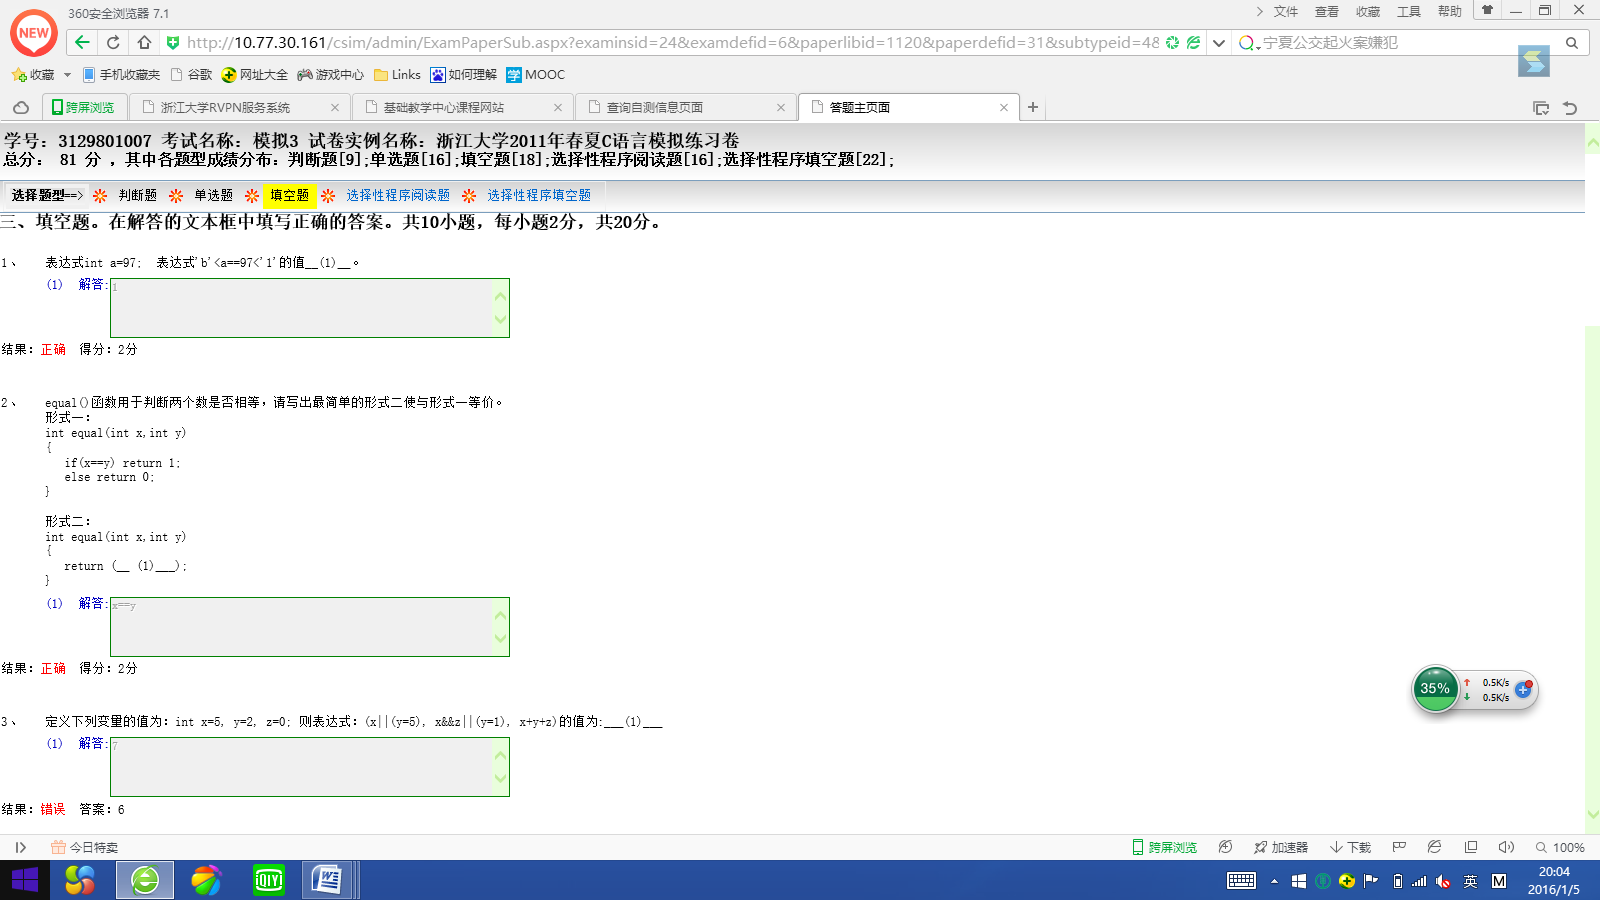 360安全浏览器 7.1
文件 查看 收藏 工具 帮助
NEW
http://10.77.30.161/csim/admin/ExamPaperSub.aspx?examinsid=24&examdefid=6&paperlibid=1120&paperdefid=31&subtypeid=4&
宁夏公交起火案嫌犯
收藏 手机收藏夹 谷歌 网址大全 游戏中心 Links 如何理解 学 MOOC
跨屏浏览 浙江大学RVPN服务系统 基础教学中心课程网站 查询自测信息页面 答题主页面
学号: 3129801007 考试名称: 模拟3 试卷实例名称: 浙江大学2011年春夏C语言模拟练习卷
总分: 81 分 , 其中各题型成绩分布: 判断题[9];单选题[16];填空题[18];选择性程序阅读题[16];选择性程序填空题[22];
选择题型==> 判断题 单选题 填空题 选择性程序阅读题 选择性程序填空题
三、填空题。在解答的文本框中填写正确的答案。共10小题，每小题2分，共20分。
1、 表达式int a=97; 表达式'b'<a==97<'1'的值__(1)__。
(1) 解答: 1
结果: 正确 得分: 2分
2、 equal()函数用于判断两个数是否相等，请写出最简单的形式二使与形式一等价。
形式一:
int equal(int x,int y)
{
if(x==y) return 1;
else return 0;
}
形式二:
int equal(int x,int y)
{
return (__ (1)___);
}
(1) 解答: x==y
结果: 正确 得分: 2分
3、 定义下列变量的值为: int x=5, y=2, z=0; 则表达式: (x||(y=5), x&&z||(y=1), x+y+z)的值为:___(1)___
(1) 解答: 7
结果: 错误 答案: 6
35% 0.5K/s
0.5K/s
今日特卖 跨屏浏览 加速器 下载 100%
QIY 英 M 20:04
2016/1/5